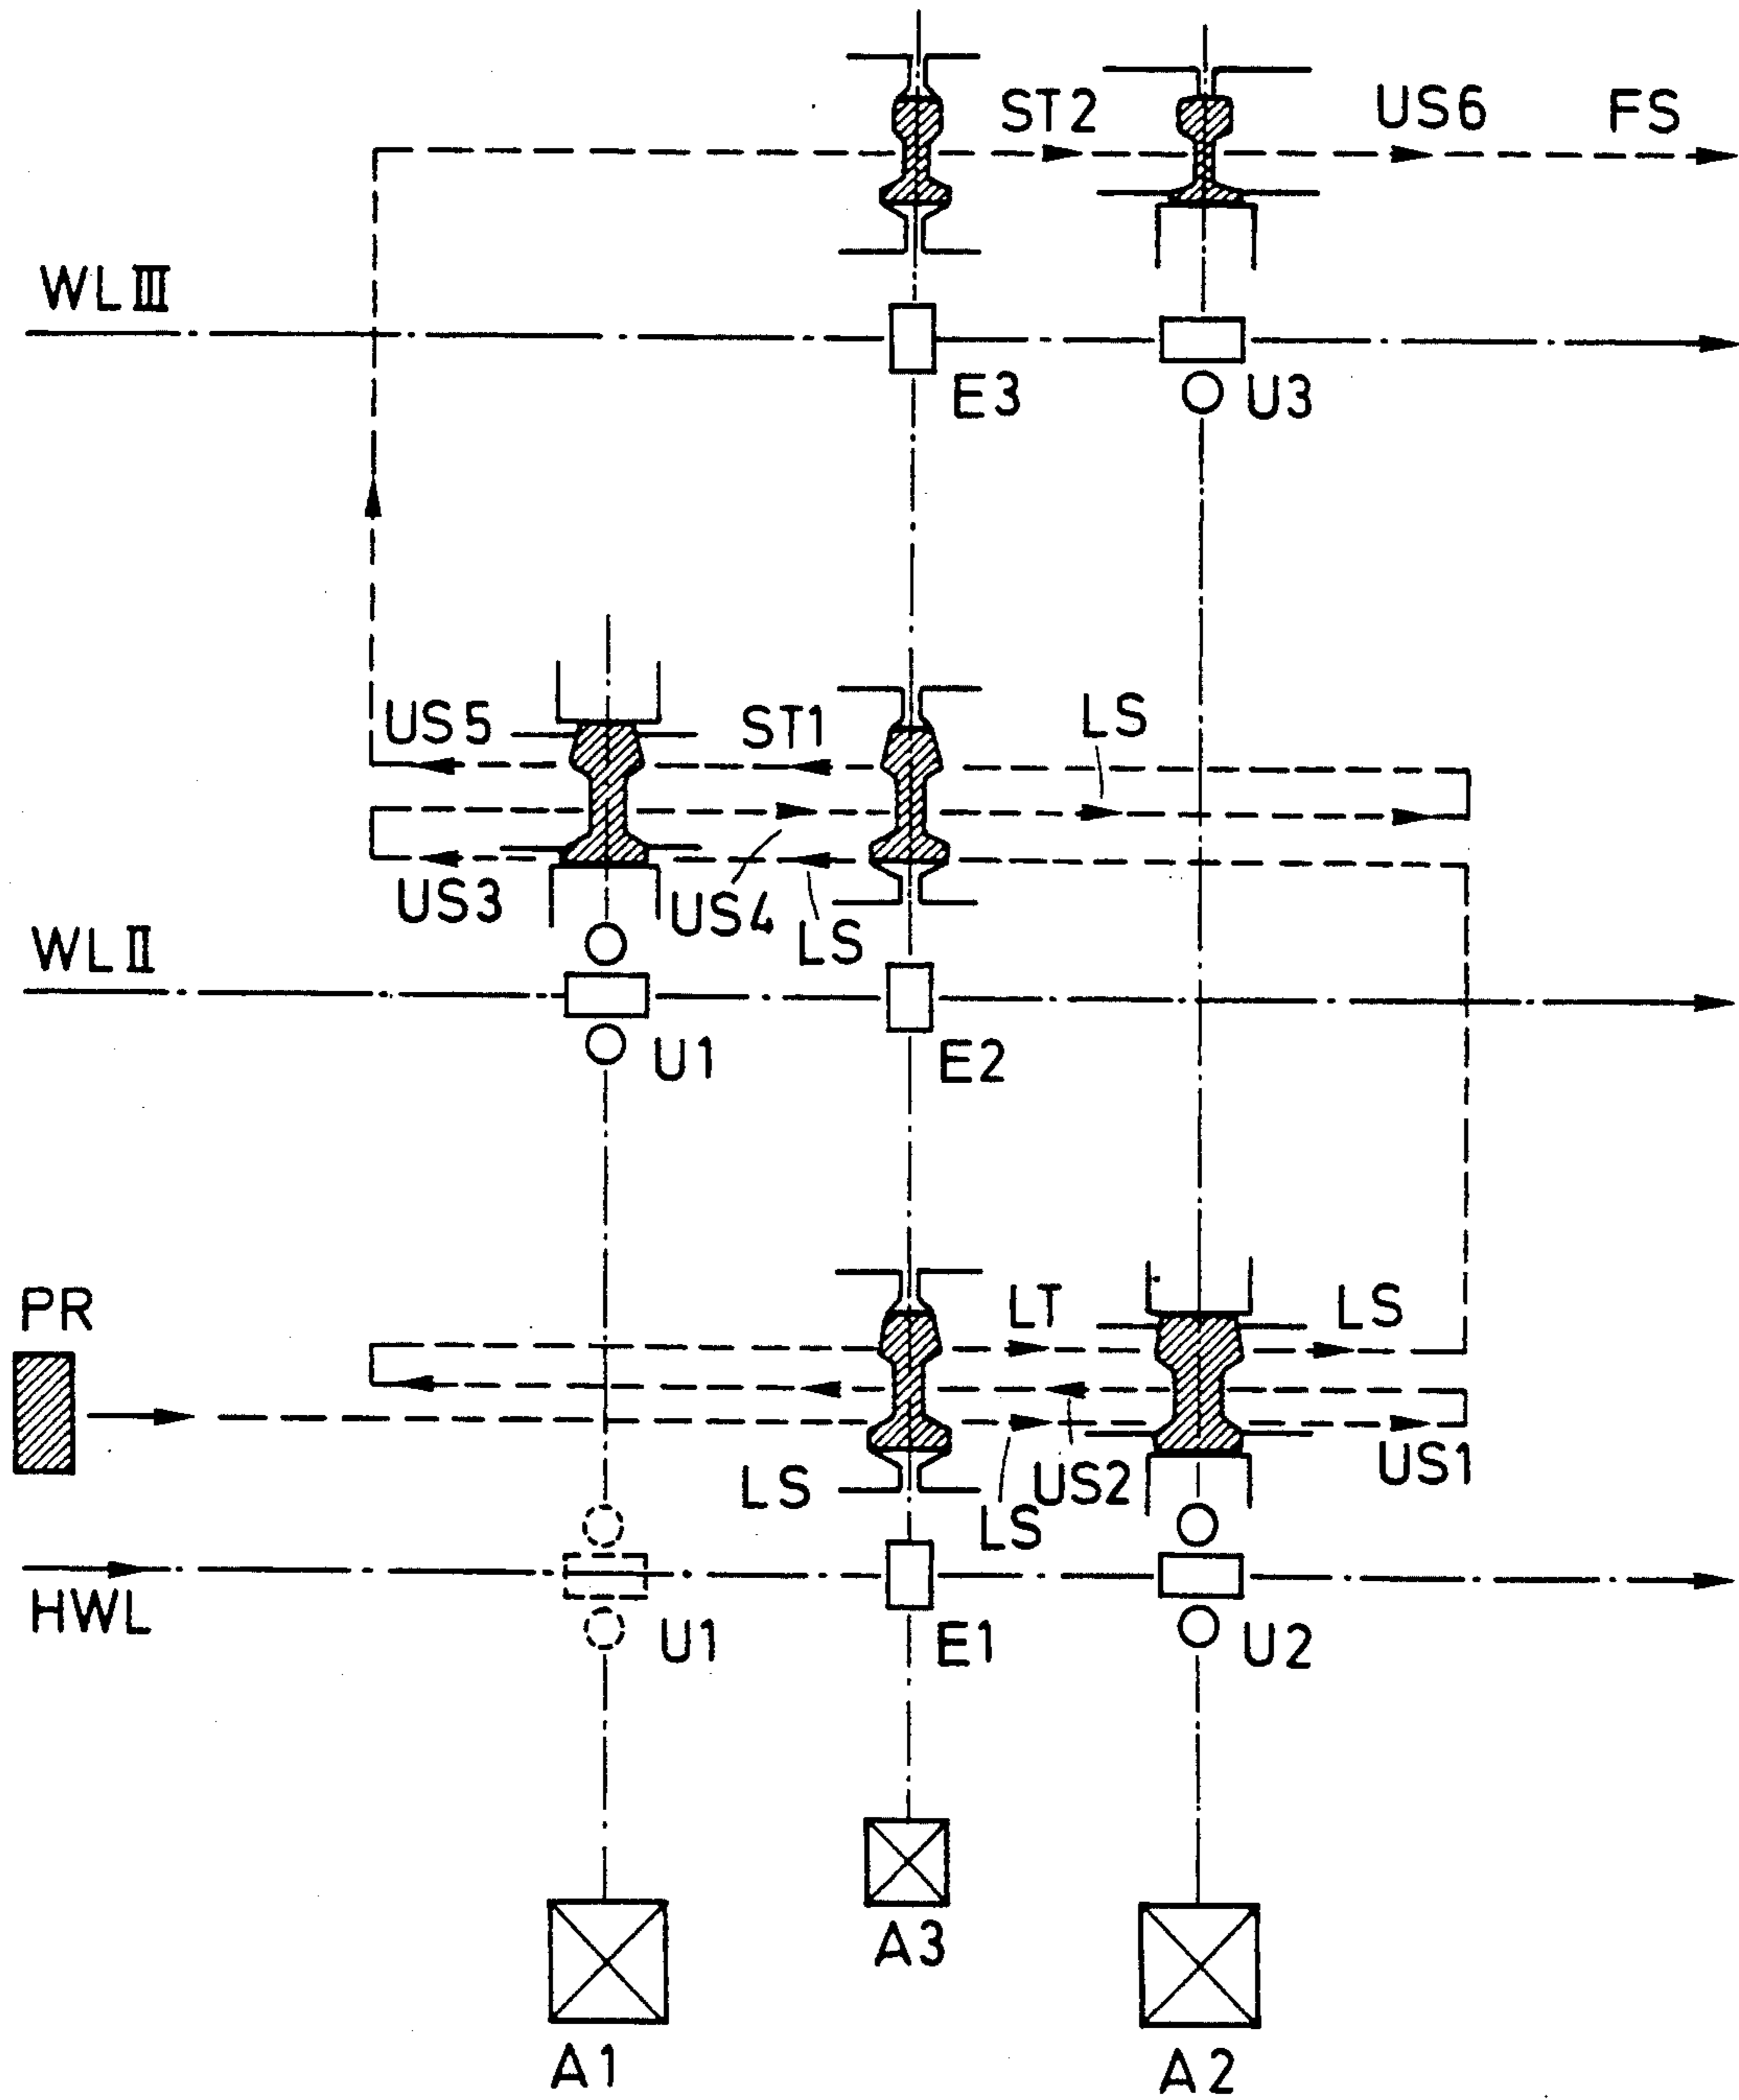 ST2
US6
FS
WL III
E3
U3
US5
ST1
LS
US3
US4
LS
WL II
U1
E2
PR
LT
LS
LS
LS
US2
US1
HWL
U1
E1
U2
A3
A1
A2